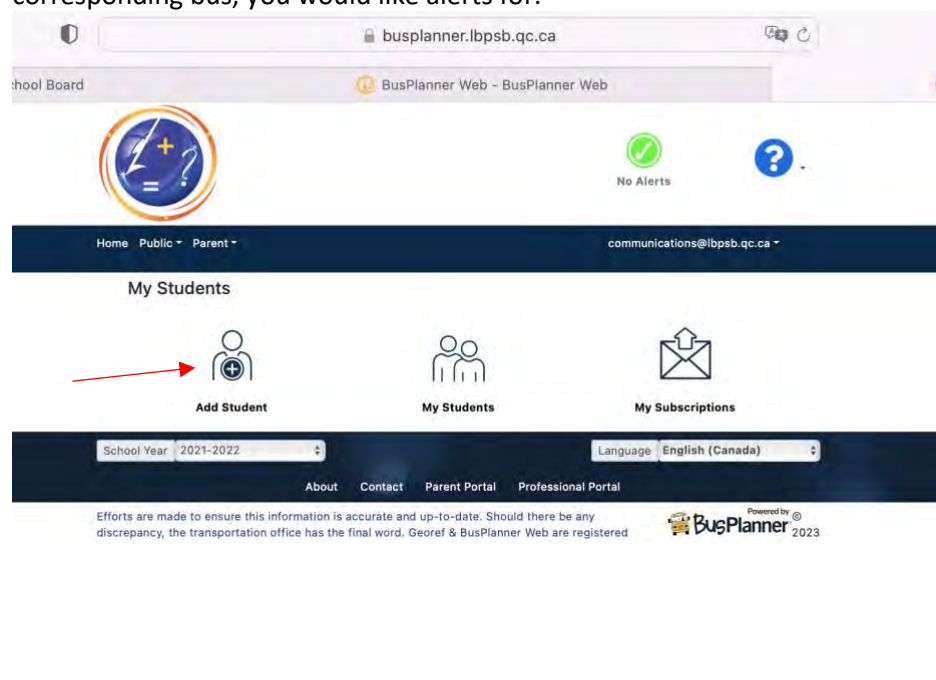 corresponding bus, you would like alerts for.
busplanner.lbpsb.qc.ca
chool Board
BusPlanner Web - BusPlanner Web
No Alerts
Home Public Parent
communications@lbpsb.qc.ca
My Students
Add Student
My Students
My Subscriptions
School Year 2021-2022
Language English (Canada)
About Contact Parent Portal Professional Portal
Efforts are made to ensure this information is accurate and up-to-date. Should there be any
discrepancy, the transportation office has the final word. Georef & BusPlanner Web are registered
Powered by
BusPlanner ©
2023